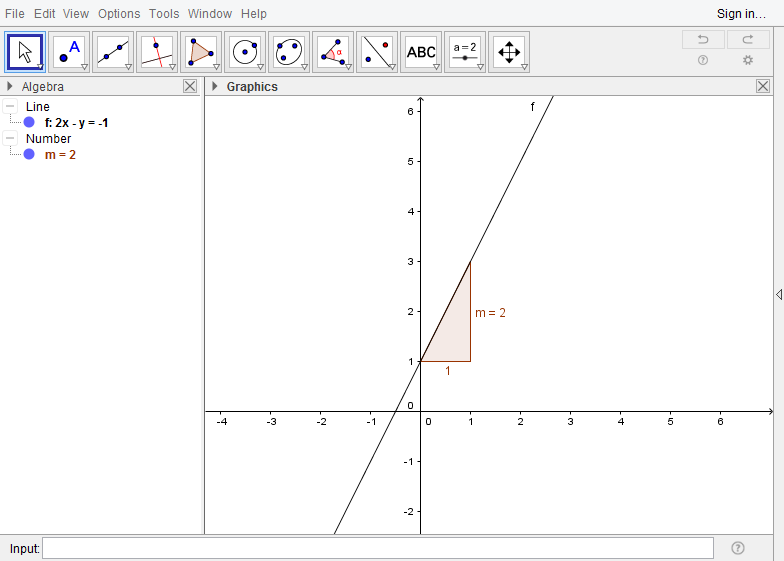 File Edit View Options Tools Window Help
Sign in...
A
α
ABC
a = 2
Algebra
Graphics
Line
f: 2x - y = -1
Number
m = 2
f
6
5
4
3
2
1
0
-1
-2
-4 -3 -2 -1 0 1 2 3 4 5 6
m = 2
1
Input:
?
?